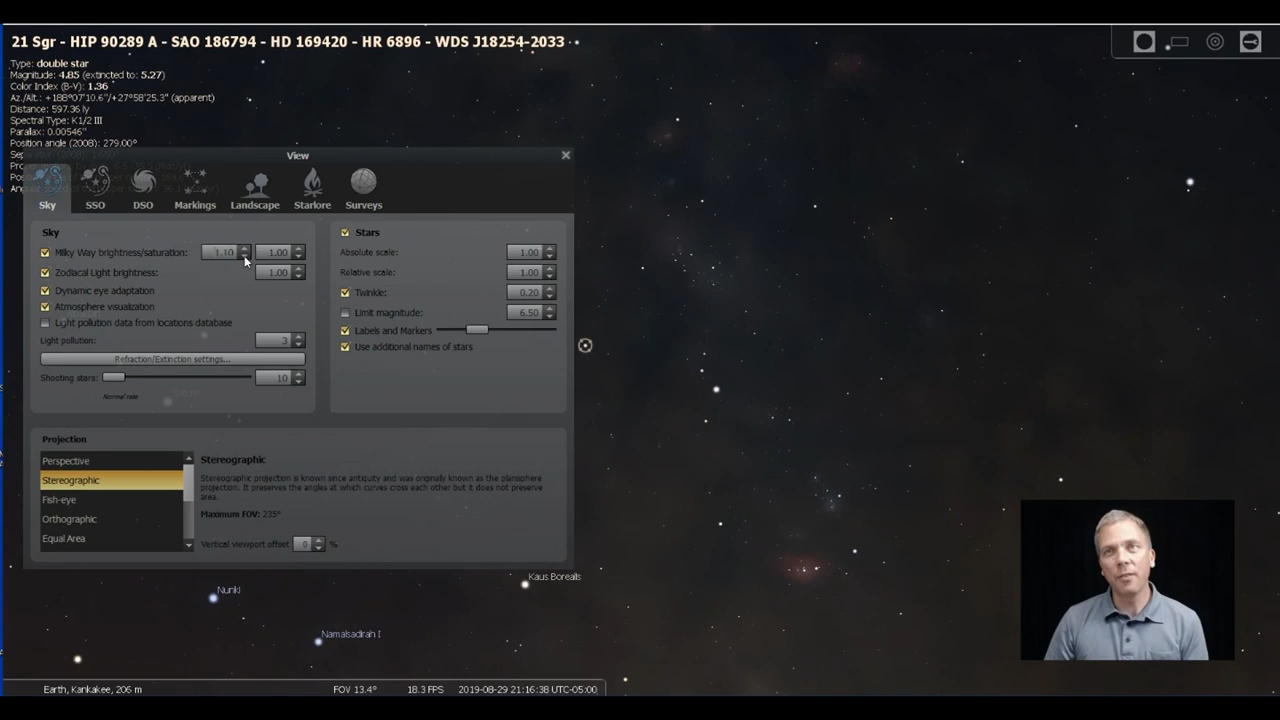 21 Sgr - HIP 90289 A - SAO 186794 - HD 169420 - HR 6896 - WDS J18254-2033
Type: double star
Magnitude: 4.85 (extincted to: 5.27)
Color Index (B-V): 1.36
Az./Alt.: +188°07'10.6"/+27°58'25.3" (apparent)
Distance: 597.36 ly
Spectral Type: K1/2 III
Parallax: 0.00546"
Position angle (2008): 279.00°
View
Sky SSO DSO Markings Landscape Starlore Surveys
Sky
Milky Way brightness/saturation: 1.10 1.00
Zodiacal Light brightness: 1.00
Dynamic eye adaptation
Atmosphere visualization
Light pollution data from locations database
Light pollution: 3
Refraction/Extinction settings...
Shooting stars: 10
Normal rate
Stars
Absolute scale: 1.00
Relative scale: 1.00
Twinkle: 0.20
Limit magnitude: 6.50
Labels and Markers
Use additional names of stars
Projection
Perspective
Stereographic
Fish-eye
Orthographic
Equal Area
Stereographic
Stereographic projection is known since antiquity and was originally known as the planisphere
projection. It preserves the angles at which curves cross each other but it does not preserve
area.
Maximum FOV: 235°
Vertical viewport offset 0 %
Kaus Borealis
Nunki
Namalsadirah I
Earth, Kankakee, 206 m FOV 13.4° 18.3 FPS 2019-08-29 21:16:38 UTC-05:00